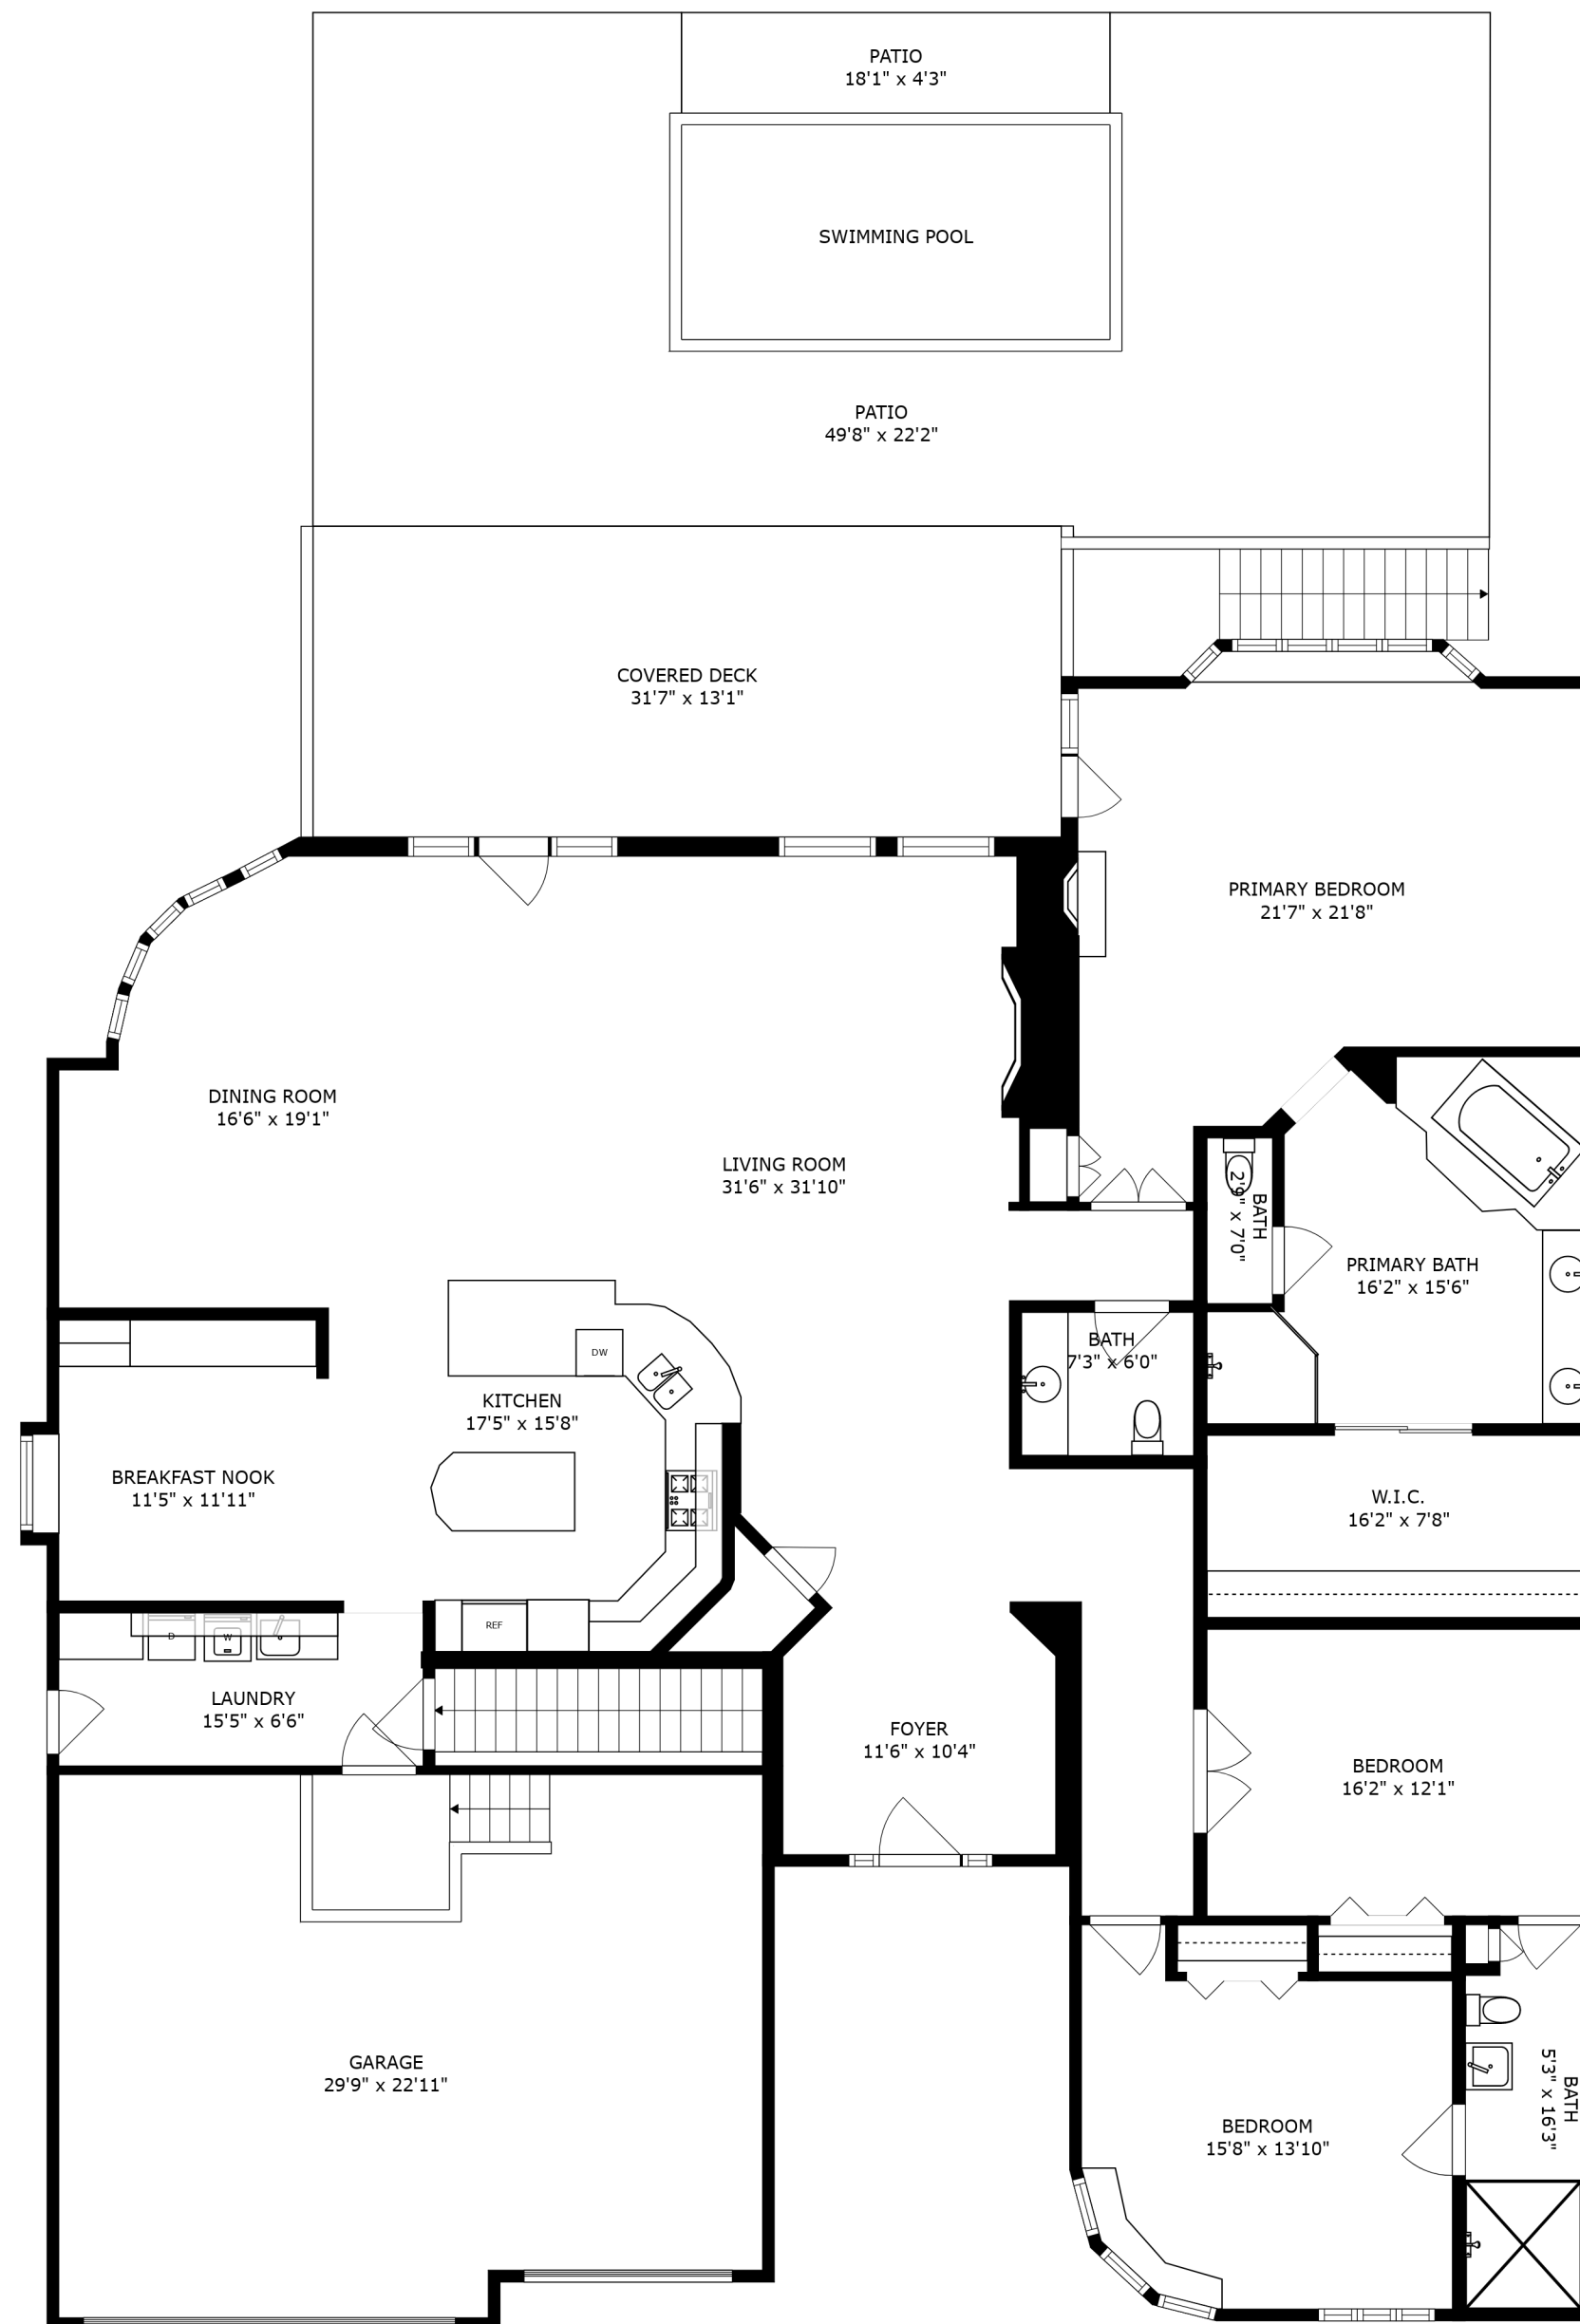 PATIO
18'1" x 4'3"
SWIMMING POOL
PATIO
49'8" x 22'2"
COVERED DECK
31'7" x 13'1"
PRIMARY BEDROOM
21'7" x 21'8"
DINING ROOM
16'6" x 19'1"
LIVING ROOM
31'6" x 31'10"
BATH
2'9" x 7'0"
PRIMARY BATH
16'2" x 15'6"
BATH
7'3" x 6'0"
DW
KITCHEN
17'5" x 15'8"
BREAKFAST NOOK
11'5" x 11'11"
W.I.C.
16'2" x 7'8"
REF
D
W
LAUNDRY
15'5" x 6'6"
FOYER
11'6" x 10'4"
BEDROOM
16'2" x 12'1"
GARAGE
29'9" x 22'11"
BATH
5'3" x 16'3"
BEDROOM
15'8" x 13'10"